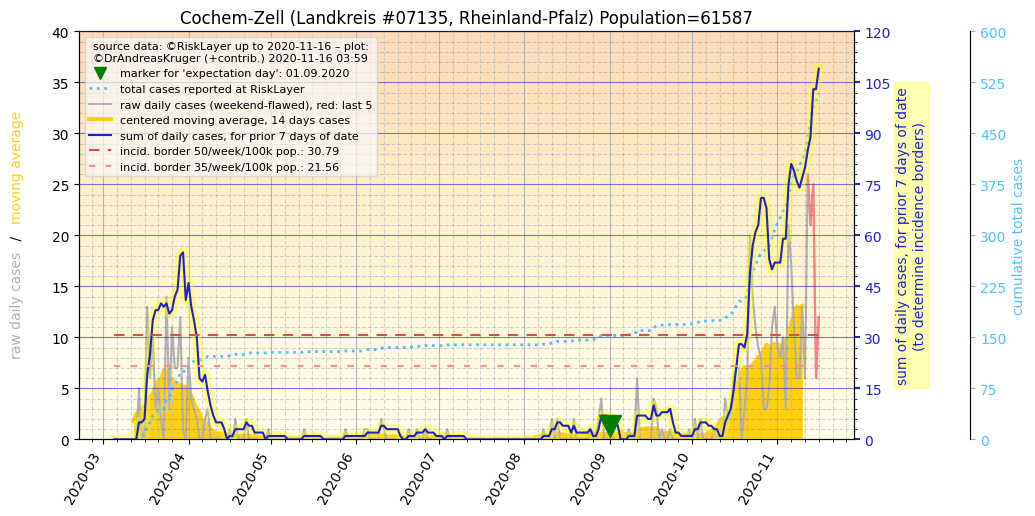 Cochem-Zell (Landkreis #07135, Rheinland-Pfalz) Population=61587
source data: ©RiskLayer up to 2020-11-16 – plot:
©DrAndreasKruger (+contrib.) 2020-11-16 03:59
marker for 'expectation day': 01.09.2020
total cases reported at RiskLayer
raw daily cases (weekend-flawed), red: last 5
centered moving average, 14 days cases
sum of daily cases, for prior 7 days of date
incid. border 50/week/100k pop.: 30.79
incid. border 35/week/100k pop.: 21.56
raw daily cases / moving average
40
35
30
25
20
15
10
5
0
2020-03
2020-04
2020-05
2020-06
2020-07
2020-08
2020-09
2020-10
2020-11
120
105
90
75
60
45
30
15
0
sum of daily cases, for prior 7 days of date
(to determine incidence borders)
600
525
450
375
300
225
150
75
0
cumulative total cases